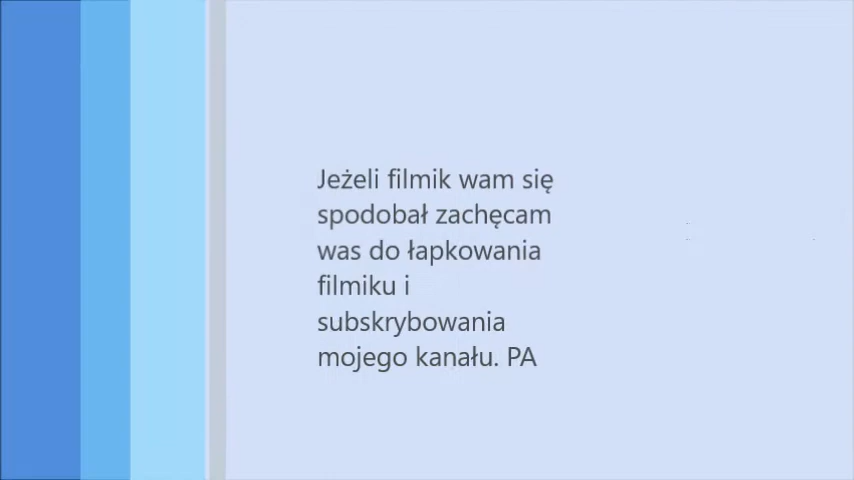 Jeżeli filmik wam się
spodobał zachęcam
was do łapkowania
filmiku i
subskrybowania
mojego kanału. PA